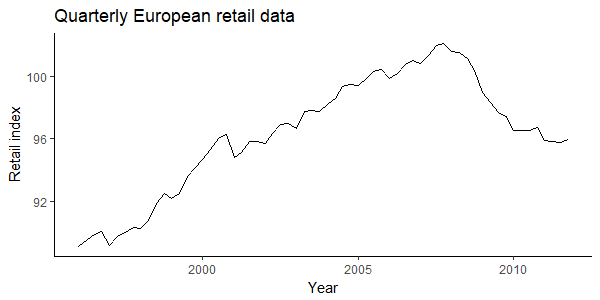 Quarterly European retail data
Retail index
100
96
92
2000 2005 2010
Year